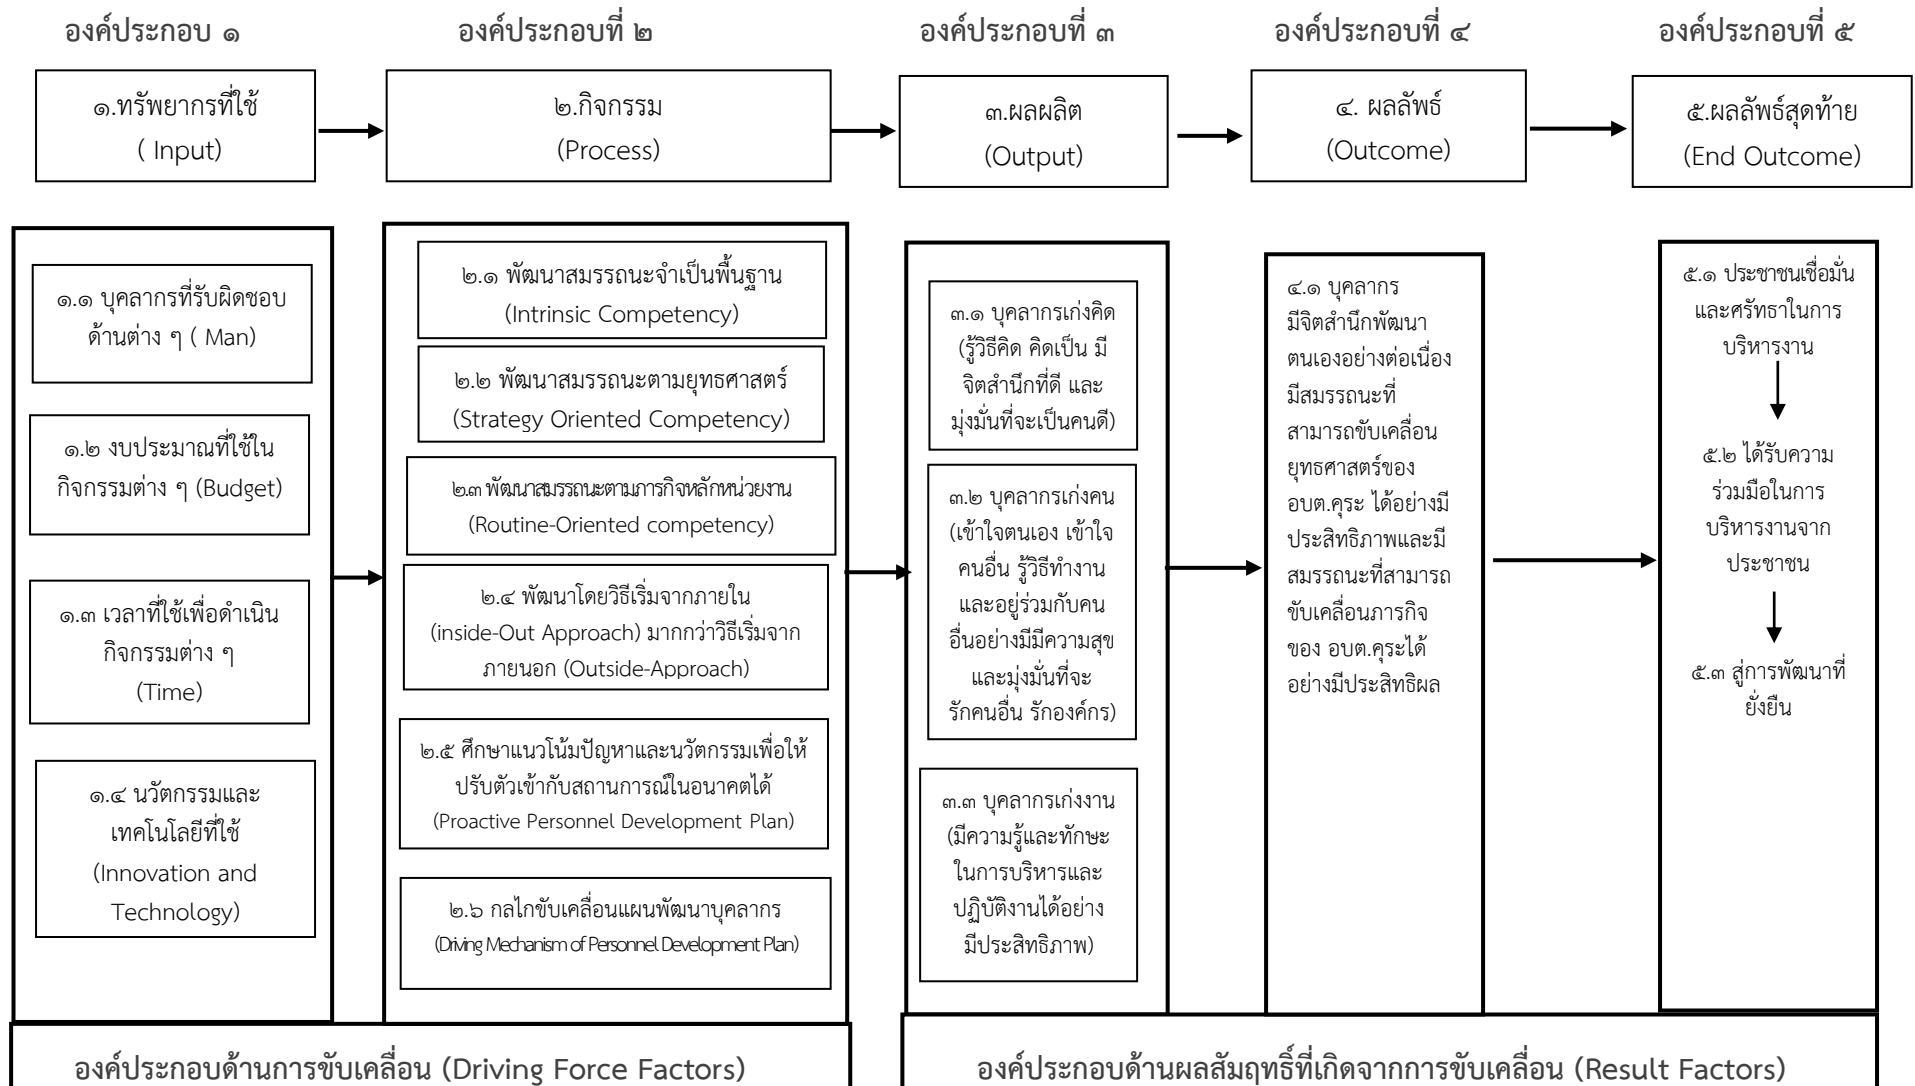 องค์ประกอบ ๑
องค์ประกอบที่ ๒
องค์ประกอบที่ ๓
องค์ประกอบที่ ๔
องค์ประกอบที่ ๕
๑.ทรัพยากรที่ใช้
( Input)
๒.กิจกรรม
(Process)
๓.ผลผลิต
(Output)
๔. ผลลัพธ์
(Outcome)
๕.ผลลัพธ์สุดท้าย
(End Outcome)
๑.๑ บุคลากรที่รับผิดชอบ
ด้านต่าง ๆ ( Man)
๑.๒ งบประมาณที่ใช้ใน
กิจกรรมต่าง ๆ (Budget)
๑.๓ เวลาที่ใช้เพื่อดำเนิน
กิจกรรมต่าง ๆ
(Time)
๑.๔ นวัตกรรมและ
เทคโนโลยีที่ใช้
(Innovation and
Technology)
๒.๑ พัฒนาสมรรถนะจำเป็นพื้นฐาน
(Intrinsic Competency)
๒.๒ พัฒนาสมรรถนะตามยุทธศาสตร์
(Strategy Oriented Competency)
๒.๓ พัฒนาสมรรถนะตามภารกิจหลักหน่วยงาน
(Routine-Oriented competency)
๒.๔ พัฒนาโดยวิธีเริ่มจากภายใน
(inside-Out Approach) มากกว่าวิธีเริ่มจาก
ภายนอก (Outside-Approach)
๒.๕ ศึกษาแนวโน้มปัญหาและนวัตกรรมเพื่อให้
ปรับตัวเข้ากับสถานการณ์ในอนาคตได้
(Proactive Personnel Development Plan)
๒.๖ กลไกขับเคลื่อนแผนพัฒนาบุคลากร
(Driving Mechanism of Personnel Development Plan)
๓.๑ บุคลากรเก่งคิด
(รู้วิธีคิด คิดเป็น มี
จิตสำนึกที่ดี และ
มุ่งมั่นที่จะเป็นคนดี)
๓.๒ บุคลากรเก่งคน
(เข้าใจตนเอง เข้าใจ
คนอื่น รู้วิธีทำงาน
และอยู่ร่วมกับคน
อื่นอย่างมีมีความสุข
และมุ่งมั่นที่จะ
รักคนอื่น รักองค์กร)
๓.๓ บุคลากรเก่งงาน
(มีความรู้และทักษะ
ในการบริหารและ
ปฏิบัติงานได้อย่าง
มีประสิทธิภาพ)
๔.๑ บุคลากร
มีจิตสำนึกพัฒนา
ตนเองอย่างต่อเนื่อง
มีสมรรถนะที่
สามารถขับเคลื่อน
ยุทธศาสตร์ของ
อบต.คุระ ได้อย่างมี
ประสิทธิภาพและมี
สมรรถนะที่สามารถ
ขับเคลื่อนภารกิจ
ของ อบต.คุระได้
อย่างมีประสิทธิผล
๕.๑ ประชาชนเชื่อมั่น
และศรัทธาในการ
บริหารงาน
๕.๒ ได้รับความ
ร่วมมือในการ
บริหารงานจาก
ประชาชน
๕.๓ สู่การพัฒนาที่
ยั่งยืน
องค์ประกอบด้านการขับเคลื่อน (Driving Force Factors)
องค์ประกอบด้านผลสัมฤทธิ์ที่เกิดจากการขับเคลื่อน (Result Factors)